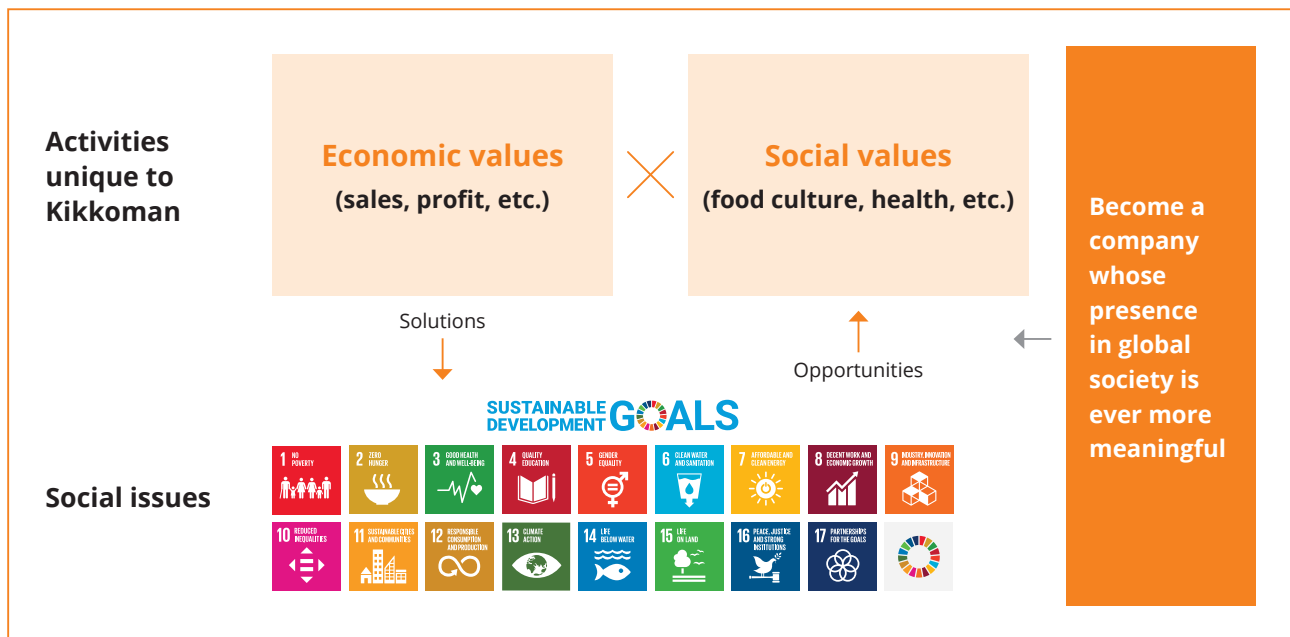 Activities
unique to
Kikkoman
Economic values
(sales, profit, etc.)
Social values
(food culture, health, etc.)
Solutions
Opportunities
Become a
company
whose
presence
in global
society is
ever more
meaningful
Social issues
SUSTAINABLE
DEVELOPMENT
GOALS
1 NO
POVERTY
2 ZERO
HUNGER
3 GOOD HEALTH
AND WELL-BEING
4 QUALITY
EDUCATION
5 GENDER
EQUALITY
6 CLEAN WATER
AND SANITATION
7 AFFORDABLE AND
CLEAN ENERGY
8 DECENT WORK AND
ECONOMIC GROWTH
9 INDUSTRY, INNOVATION
AND INFRASTRUCTURE
10 REDUCED
INEQUALITIES
11 SUSTAINABLE CITIES
AND COMMUNITIES
12 RESPONSIBLE
CONSUMPTION
AND PRODUCTION
13 CLIMATE
ACTION
14 LIFE
BELOW WATER
15 LIFE
ON LAND
16 PEACE, JUSTICE
AND STRONG
INSTITUTIONS
17 PARTNERSHIPS
FOR THE GOALS